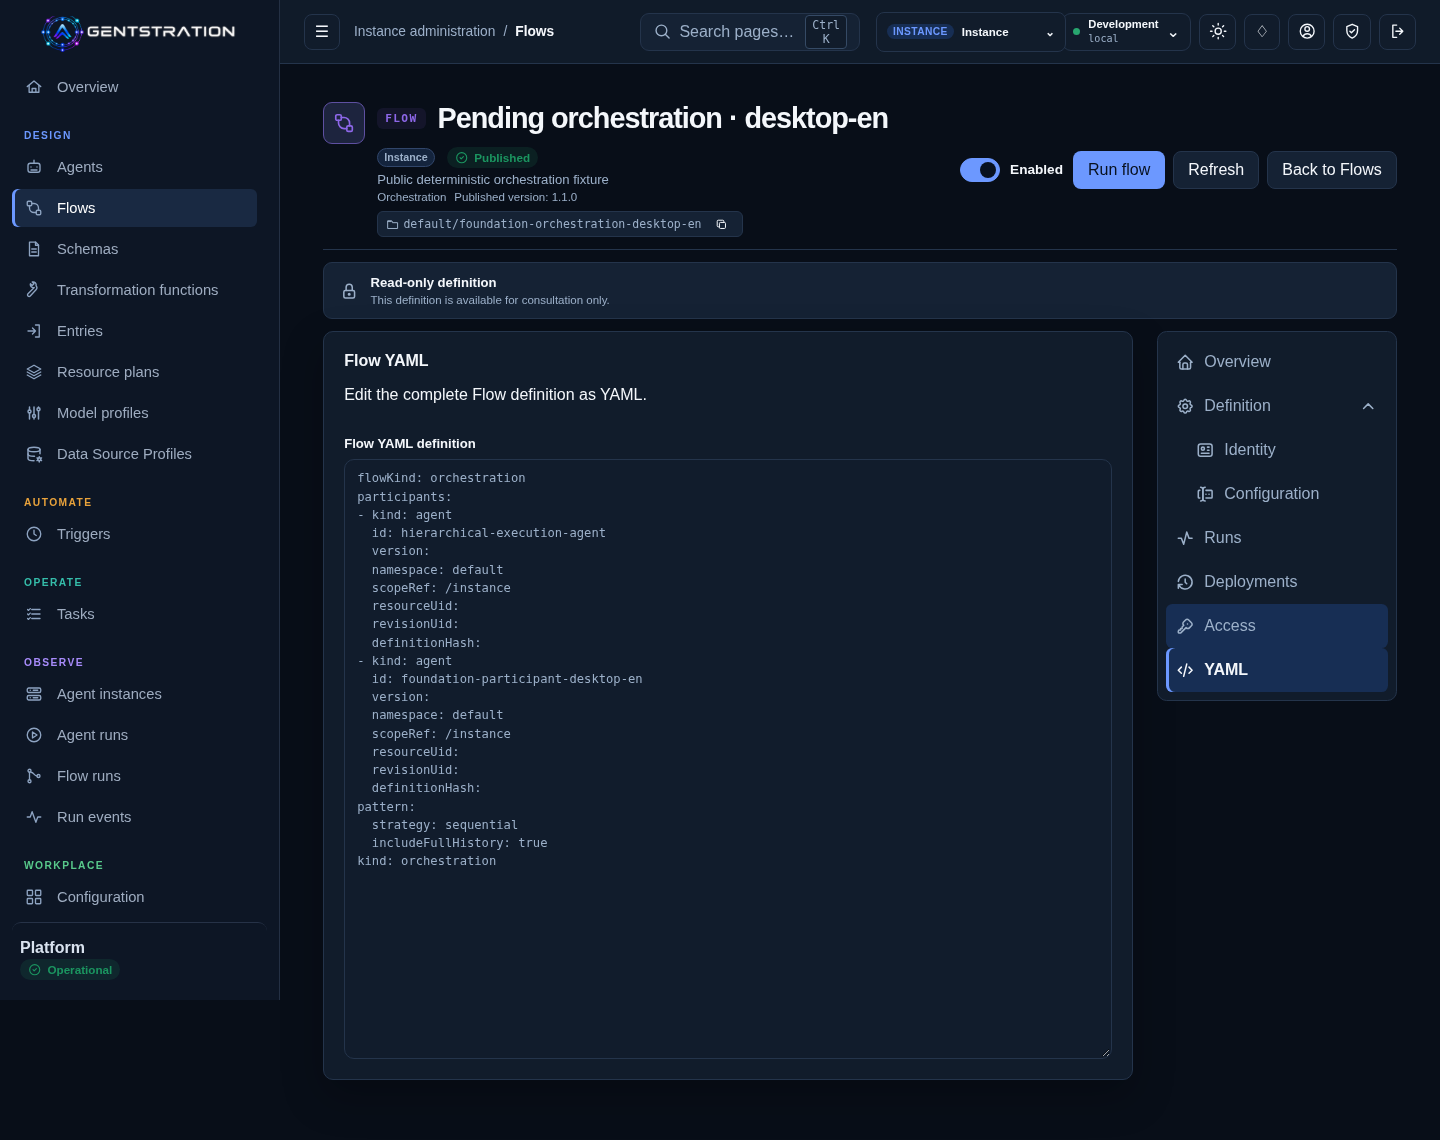 GENTSTRATION
Overview
DESIGN
Agents
Flows
Schemas
Transformation functions
Entries
Resource plans
Model profiles
Data Source Profiles
AUTOMATE
Triggers
OPERATE
Tasks
OBSERVE
Agent instances
Agent runs
Flow runs
Run events
WORKPLACE
Configuration
Platform
Operational
Instance administration / Flows
Search pages… Ctrl K
INSTANCE Instance
Development
local
FLOW Pending orchestration · desktop-en
Instance Published
Public deterministic orchestration fixture
Orchestration Published version: 1.1.0
default/foundation-orchestration-desktop-en
Enabled Run flow Refresh Back to Flows
Read-only definition
This definition is available for consultation only.
Flow YAML
Edit the complete Flow definition as YAML.
Flow YAML definition
flowKind: orchestration
participants:
- kind: agent
  id: hierarchical-execution-agent
  version:
  namespace: default
  scopeRef: /instance
  resourceUid:
  revisionUid:
  definitionHash:
- kind: agent
  id: foundation-participant-desktop-en
  version:
  namespace: default
  scopeRef: /instance
  resourceUid:
  revisionUid:
  definitionHash:
pattern:
  strategy: sequential
  includeFullHistory: true
kind: orchestration
Overview
Definition
Identity
Configuration
Runs
Deployments
Access
YAML